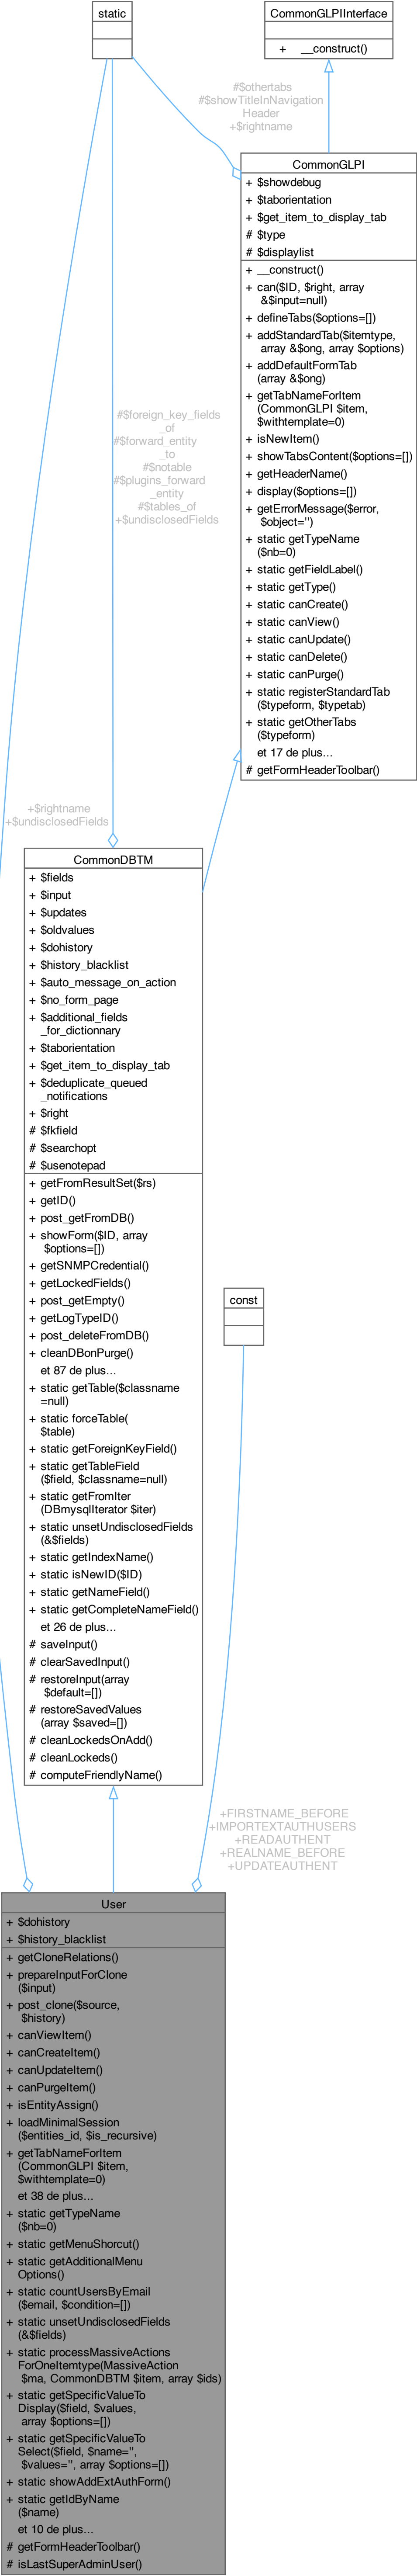 static
CommonGLPIInterface
+ __construct()
#$othertabs
#$showTitleInNavigation
Header
+$rightname
CommonGLPI
+ $showdebug
+ $taborientation
+ $get_item_to_display_tab
# $type
# $displaylist
+ __construct()
+ can($ID, $right, array
&$input=null)
+ defineTabs($options=[])
+ addStandardTab($itemtype,
array &$ong, array $options)
+ addDefaultFormTab
(array &$ong)
+ getTabNameForItem
(CommonGLPI $item,
$withtemplate=0)
+ isNewItem()
+ showTabsContent($options=[])
+ getHeaderName()
+ display($options=[])
+ getErrorMessage($error,
$object='')
+ static getTypeName
($nb=0)
+ static getFieldLabel()
+ static getType()
+ static canCreate()
+ static canView()
+ static canUpdate()
+ static canDelete()
+ static canPurge()
+ static registerStandardTab
($typeform, $typetab)
+ static getOtherTabs
($typeform)
et 17 de plus...
# getFormHeaderToolbar()
#$foreign_key_fields
_of
#$forward_entity
_to
#$notable
#$plugins_forward
_entity
#$tables_of
+$undisclosedFields
+$rightname
+$undisclosedFields
CommonDBTM
+ $fields
+ $input
+ $updates
+ $oldvalues
+ $dohistory
+ $history_blacklist
+ $auto_message_on_action
+ $no_form_page
+ $additional_fields
_for_dictionnary
+ $taborientation
+ $get_item_to_display_tab
+ $deduplicate_queued
_notifications
+ $right
# $fkfield
# $searchopt
# $usenotepad
+ getFromResultSet($rs)
+ getID()
+ post_getFromDB()
+ showForm($ID, array
$options=[])
+ getSNMPCredential()
+ getLockedFields()
+ post_getEmpty()
+ getLogTypeID()
+ post_deleteFromDB()
+ cleanDBonPurge()
et 87 de plus...
+ static getTable($classname
=null)
+ static forceTable(
$table)
+ static getForeignKeyField()
+ static getTableField
($field, $classname=null)
+ static getFromIter
(DBmysqlIterator $iter)
+ static unsetUndisclosedFields
(&$fields)
+ static getIndexName()
+ static isNewID($ID)
+ static getNameField()
+ static getCompleteNameField()
et 26 de plus...
# saveInput()
# clearSavedInput()
# restoreInput(array
$default=[])
# restoreSavedValues
(array $saved=[])
# cleanLockedsOnAdd()
# cleanLockeds()
# computeFriendlyName()
const
+FIRSTNAME_BEFORE
+IMPORTEXTAUTHUSERS
+READAUTHENT
+REALNAME_BEFORE
+UPDATEAUTHENT
User
+ $dohistory
+ $history_blacklist
+ getCloneRelations()
+ prepareInputForClone
($input)
+ post_clone($source,
$history)
+ canViewItem()
+ canCreateItem()
+ canUpdateItem()
+ canPurgeItem()
+ isEntityAssign()
+ loadMinimalSession
($entities_id, $is_recursive)
+ getTabNameForItem
(CommonGLPI $item,
$withtemplate=0)
et 38 de plus...
+ static getTypeName
($nb=0)
+ static getMenuShorcut()
+ static getAdditionalMenu
Options()
+ static countUsersByEmail
($email, $condition=[])
+ static unsetUndisclosedFields
(&$fields)
+ static processMassiveActions
ForOneItemtype(MassiveAction
$ma, CommonDBTM $item, array $ids)
+ static getSpecificValueTo
Display($field, $values,
array $options=[])
+ static getSpecificValueTo
Select($field, $name='',
$values='', array $options=[])
+ static showAddExtAuthForm()
+ static getIdByName
($name)
et 10 de plus...
# getFormHeaderToolbar()
# isLastSuperAdminUser()